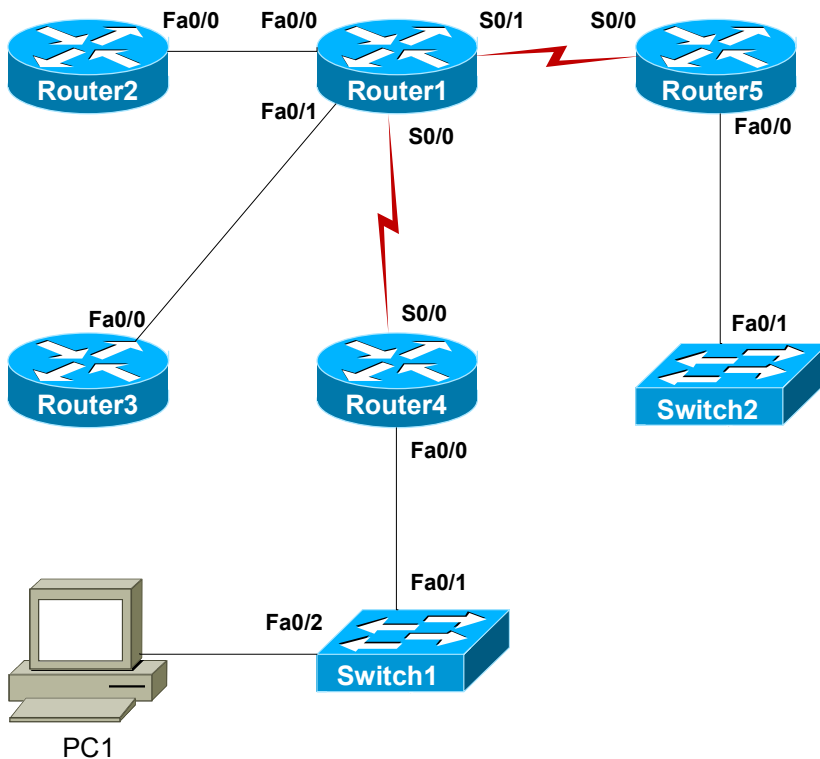 Fa0/0
Fa0/0
S0/1
S0/0
Router2
Router1
Router5
Fa0/1
S0/0
Fa0/0
Fa0/0
S0/0
Fa0/1
Router3
Router4
Switch2
Fa0/0
Fa0/1
Fa0/2
Switch1
PC1